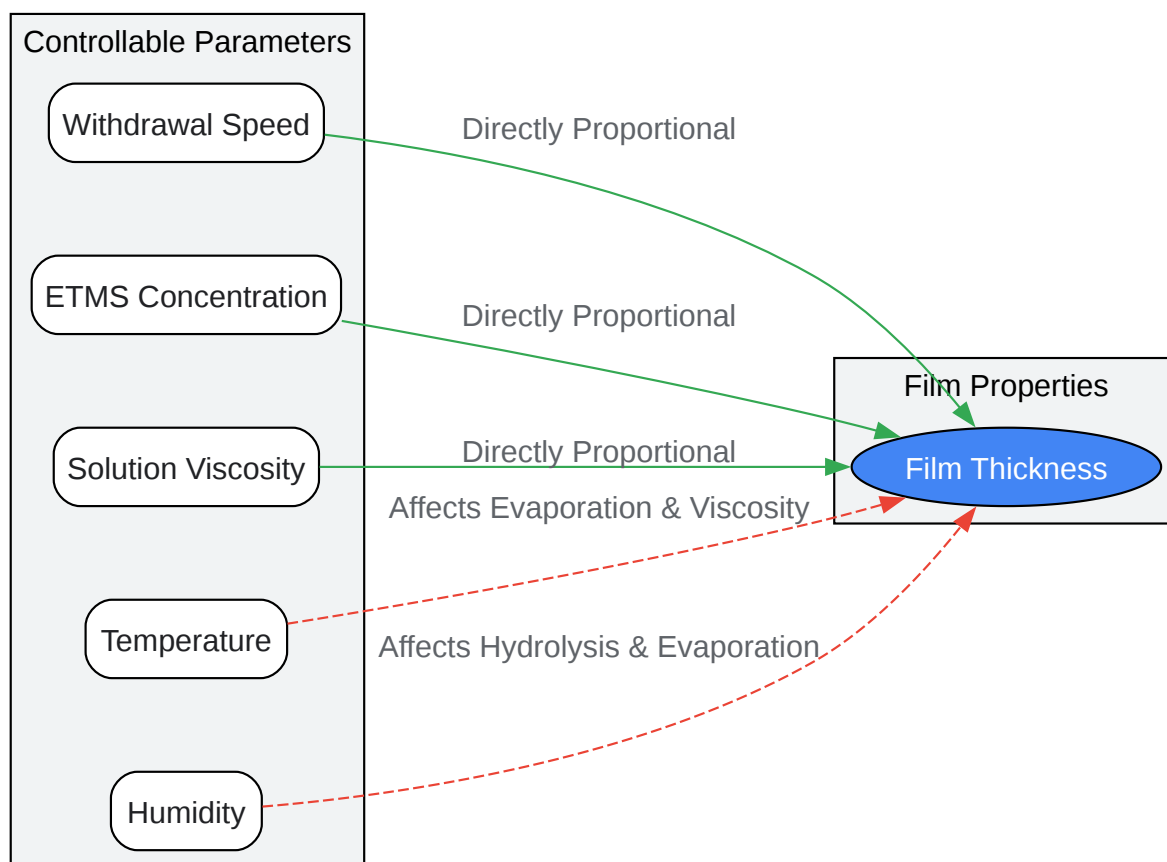 Controllable Parameters
Withdrawal Speed
Directly Proportional
ETMS Concentration
Directly Proportional
Film Properties
Solution Viscosity
Directly Proportional
Film Thickness
Affects Evaporation & Viscosity
Temperature
Affects Hydrolysis & Evaporation
Humidity